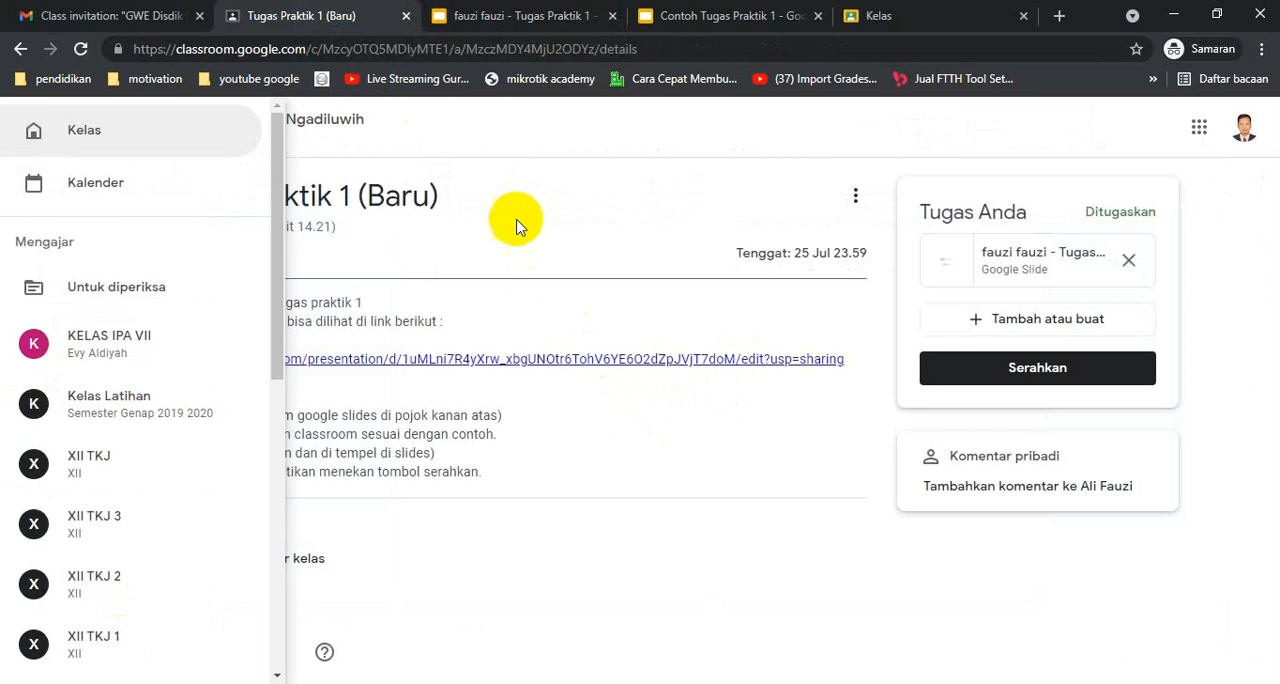 Class invitation: "GWE Disdik
Tugas Praktik 1 (Baru)
fauzi fauzi - Tugas Praktik 1 -
Contoh Tugas Praktik 1 - Goo
Kelas
https://classroom.google.com/c/MzcyOTQ5MDIyMTE1/a/MzczMDY4MjU2ODYz/details
Samaran
pendidikan
motivation
youtube google
Live Streaming Gur...
mikrotik academy
Cara Cepat Membu...
(37) Import Grades...
Jual FTTH Tool Set...
»
Daftar bacaan
Kelas
Kalender
Mengajar
Untuk diperiksa
K
KELAS IPA VII
Evy Aldiyah
K
Kelas Latihan
Semester Genap 2019 2020
X
XII TKJ
XII
X
XII TKJ 3
XII
X
XII TKJ 2
XII
X
XII TKJ 1
XII
Ngadiluwih
ktik 1 (Baru)
it 14.21)
Tenggat: 25 Jul 23.59
gas praktik 1
bisa dilihat di link berikut :
om/presentation/d/1uMLni7R4yXrw_xbgUNOtr6TohV6YE6O2dZpJVjT7doM/edit?usp=sharing
m google slides di pojok kanan atas)
n classroom sesuai dengan contoh.
n dan di tempel di slides)
tikan menekan tombol serahkan.
r kelas
Tugas Anda
Ditugaskan
fauzi fauzi - Tugas...
Google Slide
Tambah atau buat
Serahkan
Komentar pribadi
Tambahkan komentar ke Ali Fauzi